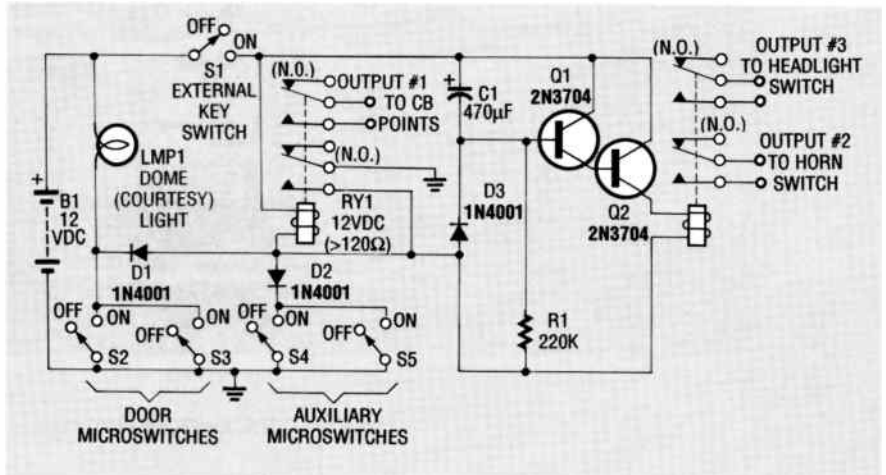 OFF
ON
S1
EXTERNAL
KEY
SWITCH
(N.O.)
OUTPUT #1
TO CB
POINTS
(N.O.)
+
C1
470µF
Q1
2N3704
(N.O.)
OUTPUT #3
TO HEADLIGHT
SWITCH
(N.O.)
OUTPUT #2
TO HORN
SWITCH
LMP1
DOME
(COURTESY)
LIGHT
+
B1
12
VDC
RY1
12VDC
(>120Ω)
D3
1N4001
Q2
2N3704
D1
1N4001
D2
1N4001
R1
220K
OFF
ON
S2
OFF
ON
S3
OFF
ON
S4
OFF
ON
S5
DOOR
MICROSWITCHES
AUXILIARY
MICROSWITCHES